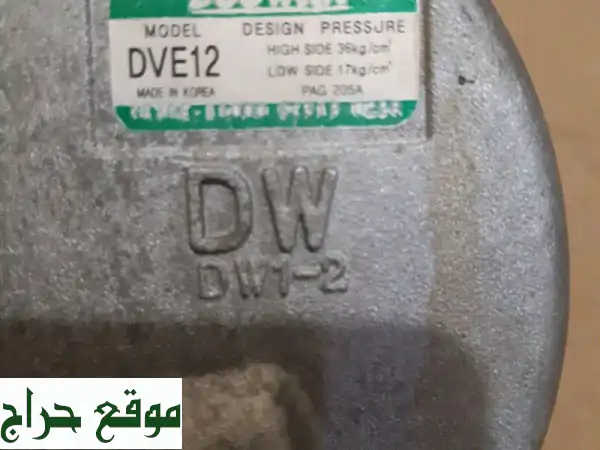 MODEL DESIGN PRESSURE
DVE12 HIGH SIDE 36kg/cm²
LOW SIDE 17kg/cm²
MADE IN KOREA PAG 205A
DW
DW1-2
موقع حراج